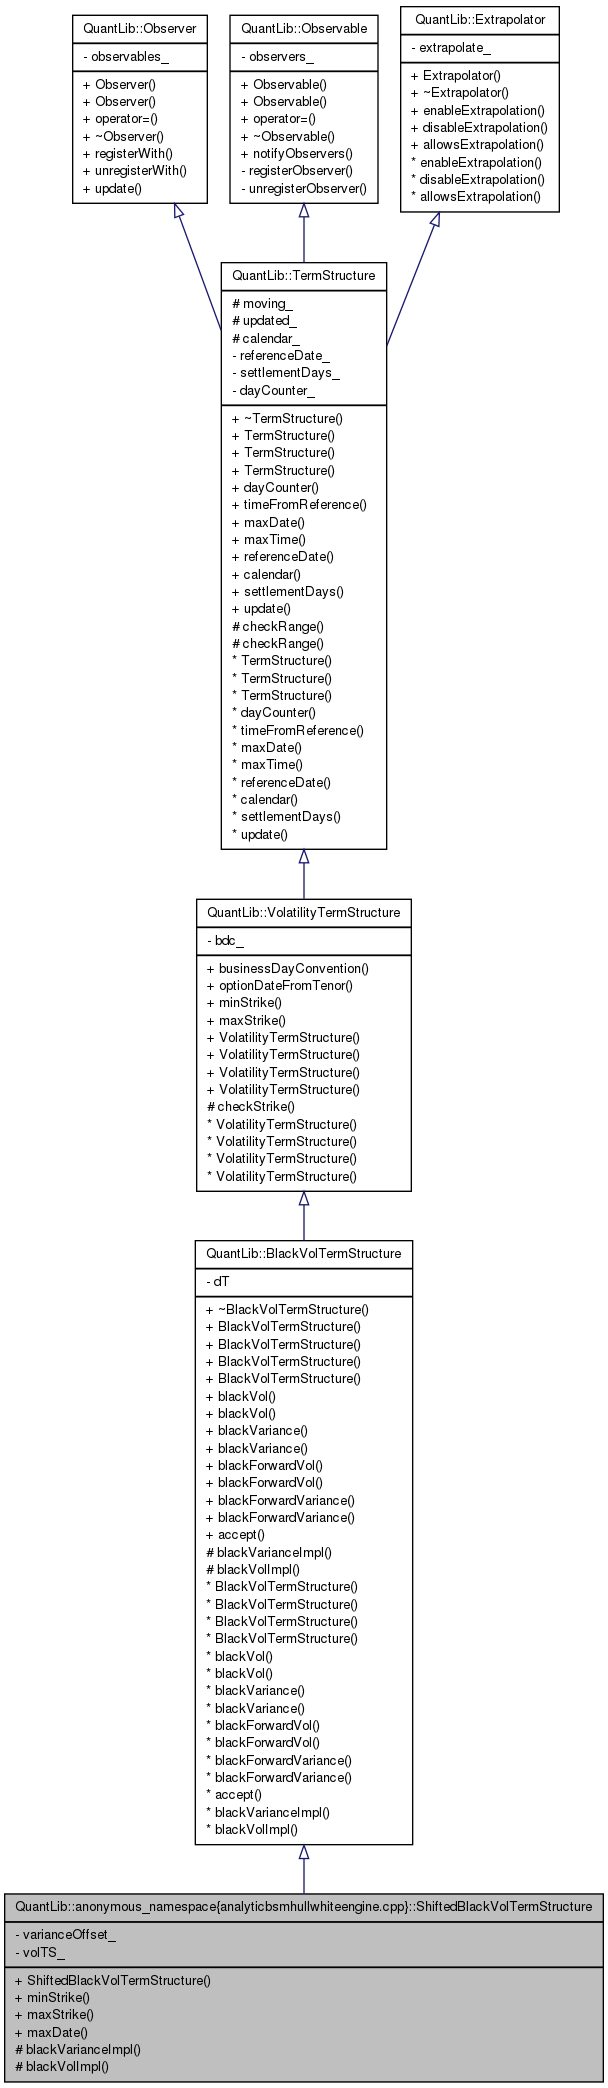 QuantLib::Observer
- observables_
+ Observer()
+ Observer()
+ operator=()
+ ~Observer()
+ registerWith()
+ unregisterWith()
+ update()
QuantLib::Observable
- observers_
+ Observable()
+ Observable()
+ operator=()
+ ~Observable()
+ notifyObservers()
- registerObserver()
- unregisterObserver()
QuantLib::Extrapolator
- extrapolate_
+ Extrapolator()
+ ~Extrapolator()
+ enableExtrapolation()
+ disableExtrapolation()
+ allowsExtrapolation()
* enableExtrapolation()
* disableExtrapolation()
* allowsExtrapolation()
QuantLib::TermStructure
# moving_
# updated_
# calendar_
- referenceDate_
- settlementDays_
- dayCounter_
+ ~TermStructure()
+ TermStructure()
+ TermStructure()
+ TermStructure()
+ dayCounter()
+ timeFromReference()
+ maxDate()
+ maxTime()
+ referenceDate()
+ calendar()
+ settlementDays()
+ update()
# checkRange()
# checkRange()
* TermStructure()
* TermStructure()
* TermStructure()
* dayCounter()
* timeFromReference()
* maxDate()
* maxTime()
* referenceDate()
* calendar()
* settlementDays()
* update()
QuantLib::VolatilityTermStructure
- bdc_
+ businessDayConvention()
+ optionDateFromTenor()
+ minStrike()
+ maxStrike()
+ VolatilityTermStructure()
+ VolatilityTermStructure()
+ VolatilityTermStructure()
+ VolatilityTermStructure()
# checkStrike()
* VolatilityTermStructure()
* VolatilityTermStructure()
* VolatilityTermStructure()
* VolatilityTermStructure()
QuantLib::BlackVolTermStructure
- dT
+ ~BlackVolTermStructure()
+ BlackVolTermStructure()
+ BlackVolTermStructure()
+ BlackVolTermStructure()
+ BlackVolTermStructure()
+ blackVol()
+ blackVol()
+ blackVariance()
+ blackVariance()
+ blackForwardVol()
+ blackForwardVol()
+ blackForwardVariance()
+ blackForwardVariance()
+ accept()
# blackVarianceImpl()
# blackVolImpl()
* BlackVolTermStructure()
* BlackVolTermStructure()
* BlackVolTermStructure()
* BlackVolTermStructure()
* blackVol()
* blackVol()
* blackVariance()
* blackVariance()
* blackForwardVol()
* blackForwardVol()
* blackForwardVariance()
* blackForwardVariance()
* accept()
* blackVarianceImpl()
* blackVolImpl()
QuantLib::anonymous_namespace{analyticbsmhullwhiteengine.cpp}::ShiftedBlackVolTermStructure
- varianceOffset_
- volTS_
+ ShiftedBlackVolTermStructure()
+ minStrike()
+ maxStrike()
+ maxDate()
# blackVarianceImpl()
# blackVolImpl()